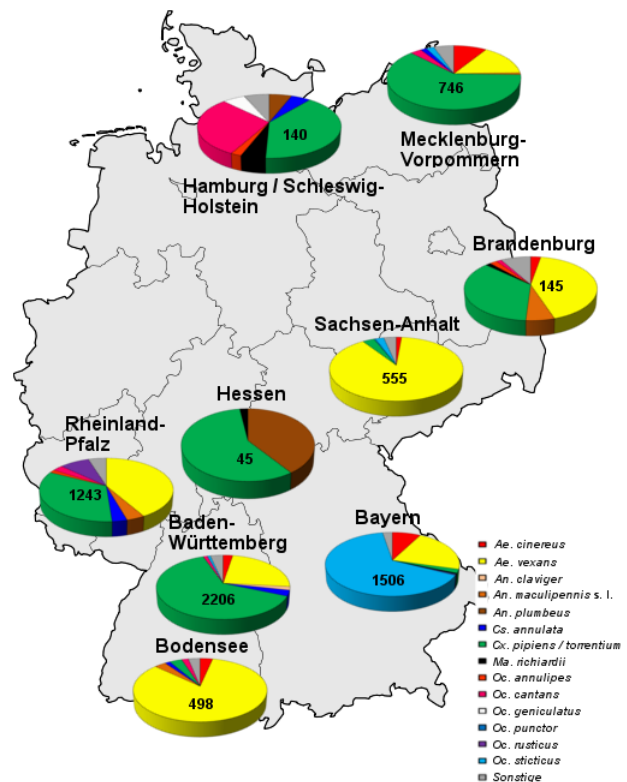 746
Mecklenburg-
Vorpommern
140
Hamburg / Schleswig-
Holstein
Brandenburg
145
Sachsen-Anhalt
555
Hessen
45
Rheinland-
Pfalz
1243
Baden-
Württemberg
2206
Bayern
1506
Bodensee
498
Ae. cinereus
Ae. vexans
An. claviger
An. maculipennis s. l.
An. plumbeus
Cs. annulata
Cx. pipiens / torrentium
Ma. richiardii
Oc. annulipes
Oc. cantans
Oc. geniculatus
Oc. punctor
Oc. rusticus
Oc. sticticus
Sonstige